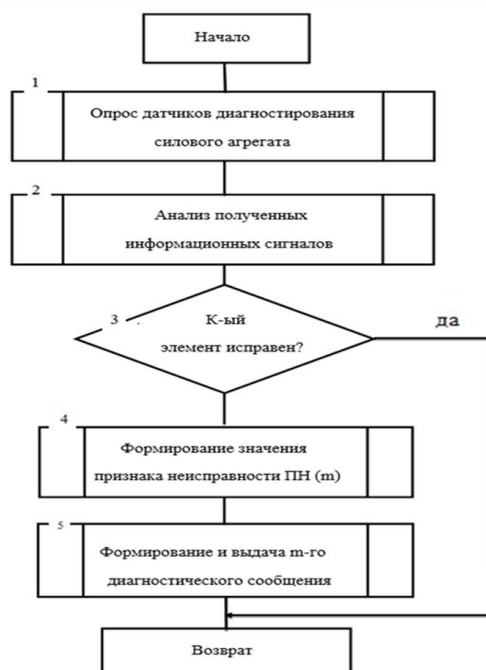 Начало
1
Опрос датчиков диагностирования
силового агрегата
2
Анализ полученных
информационных сигналов
3
К-ый
элемент исправен?
да
4
Формирование значения
признака неисправности ПН (m)
5
Формирование и выдача m-го
диагностического сообщения
Возврат